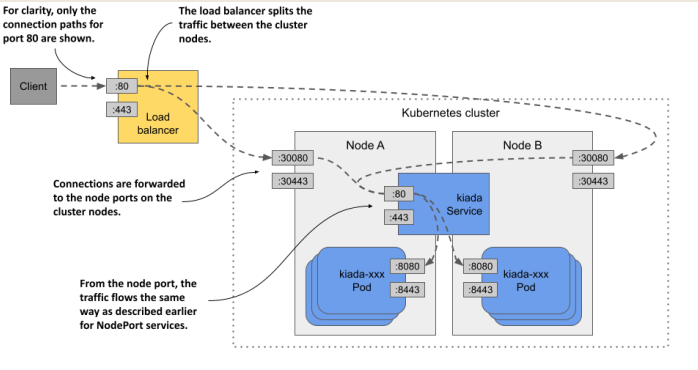 For clarity, only the
connection paths for
port 80 are shown.
The load balancer splits the
traffic between the cluster
nodes.
Client
:80
:443
Load
balancer
Kubernetes cluster
Node A
Node B
:30080
:30443
:30080
:30443
Connections are forwarded
to the node ports on the
cluster nodes.
:80
:443
kiada
Service
From the node port, the
traffic flows the same
way as described earlier
for NodePort services.
kiada-xxx
Pod
:8080
:8443
:8080
:8443
kiada-xxx
Pod